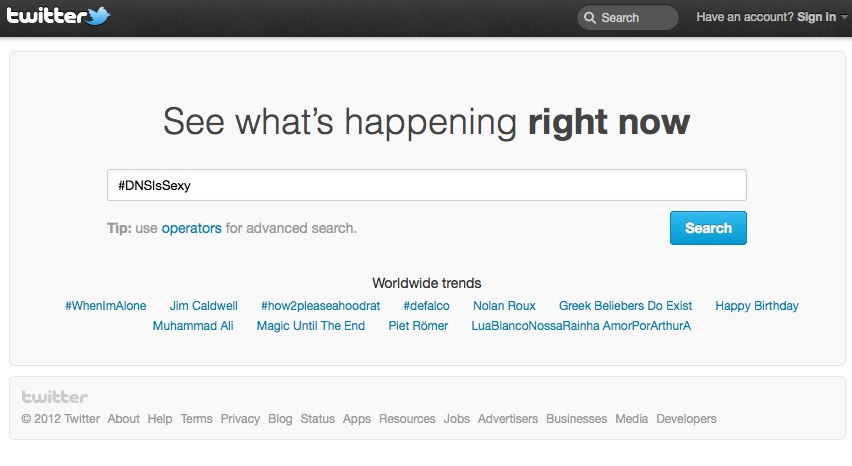 twitter Search Have an account? Sign in
See what's happening right now
#DNSIsSexy
Tip: use operators for advanced search. Search
Worldwide trends
#WhenImAlone Jim Caldwell #how2pleaseahoodrat #defalco Nolan Roux Greek Beliebers Do Exist Happy Birthday
Muhammad Ali Magic Until The End Piet Römer LuaBlancoNossaRainha AmorPorArthurA
twitter
© 2012 Twitter About Help Terms Privacy Blog Status Apps Resources Jobs Advertisers Businesses Media Developers